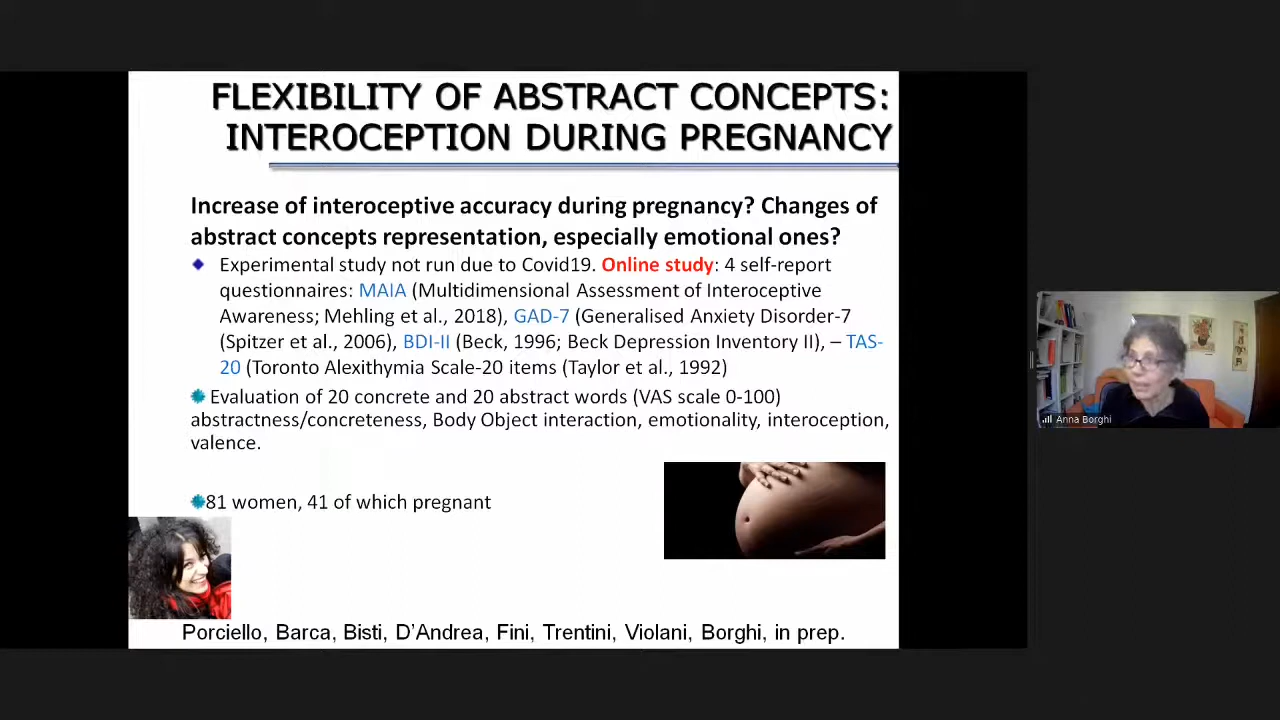 FLEXIBILITY OF ABSTRACT CONCEPTS:
INTEROCEPTION DURING PREGNANCY
Increase of interoceptive accuracy during pregnancy? Changes of
abstract concepts representation, especially emotional ones?
Experimental study not run due to Covid19. Online study: 4 self-report
questionnaires: MAIA (Multidimensional Assessment of Interoceptive
Awareness; Mehling et al., 2018), GAD-7 (Generalised Anxiety Disorder-7
(Spitzer et al., 2006), BDI-II (Beck, 1996; Beck Depression Inventory II), – TAS-
20 (Toronto Alexithymia Scale-20 items (Taylor et al., 1992)
Evaluation of 20 concrete and 20 abstract words (VAS scale 0-100)
abstractness/concreteness, Body Object interaction, emotionality, interoception,
valence.
81 women, 41 of which pregnant
Porciello, Barca, Bisti, D'Andrea, Fini, Trentini, Violani, Borghi, in prep.
Anna Borghi